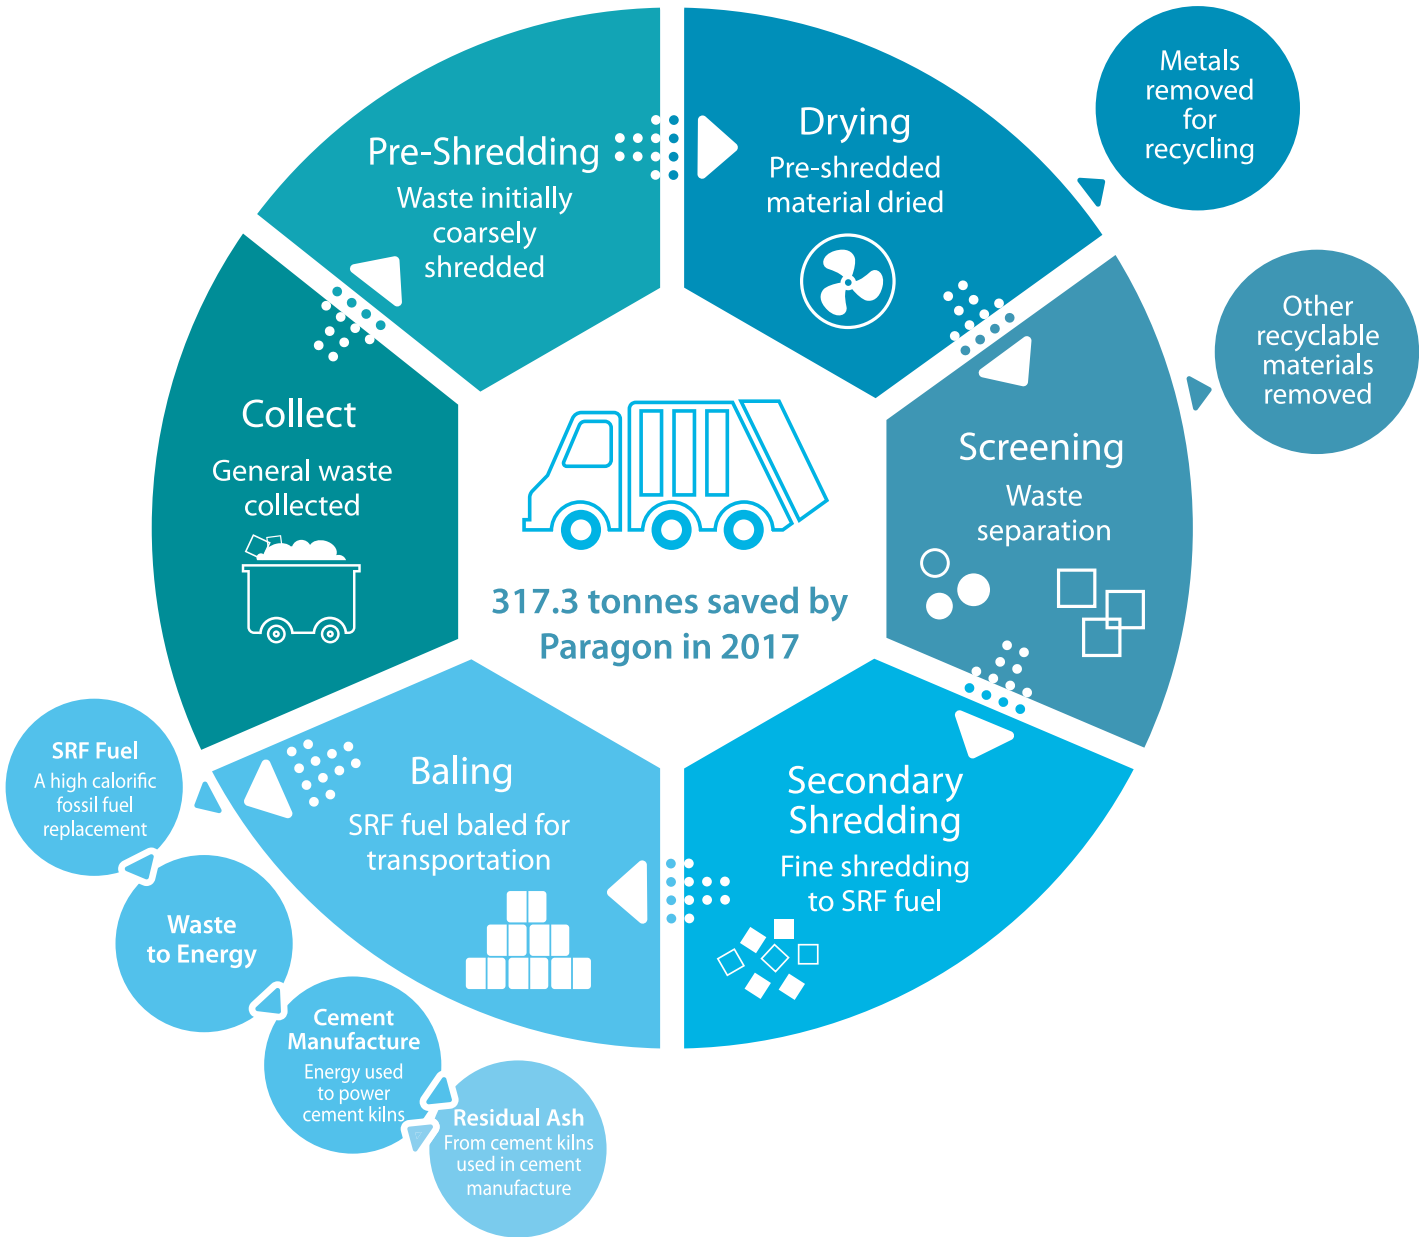 Collect
General waste
collected
Pre-Shredding
Waste initially
coarsely
shredded
Drying
Pre-shredded
material dried
Metals
removed
for
recycling
Other
recyclable
materials
removed
Screening
Waste
separation
Secondary
Shredding
Fine shredding
to SRF fuel
Baling
SRF fuel baled for
transportation
SRF Fuel
A high calorific
fossil fuel
replacement
Waste
to Energy
Cement
Manufacture
Energy used
to power
cement kilns
Residual Ash
From cement kilns
used in cement
manufacture
317.3 tonnes saved by
Paragon in 2017